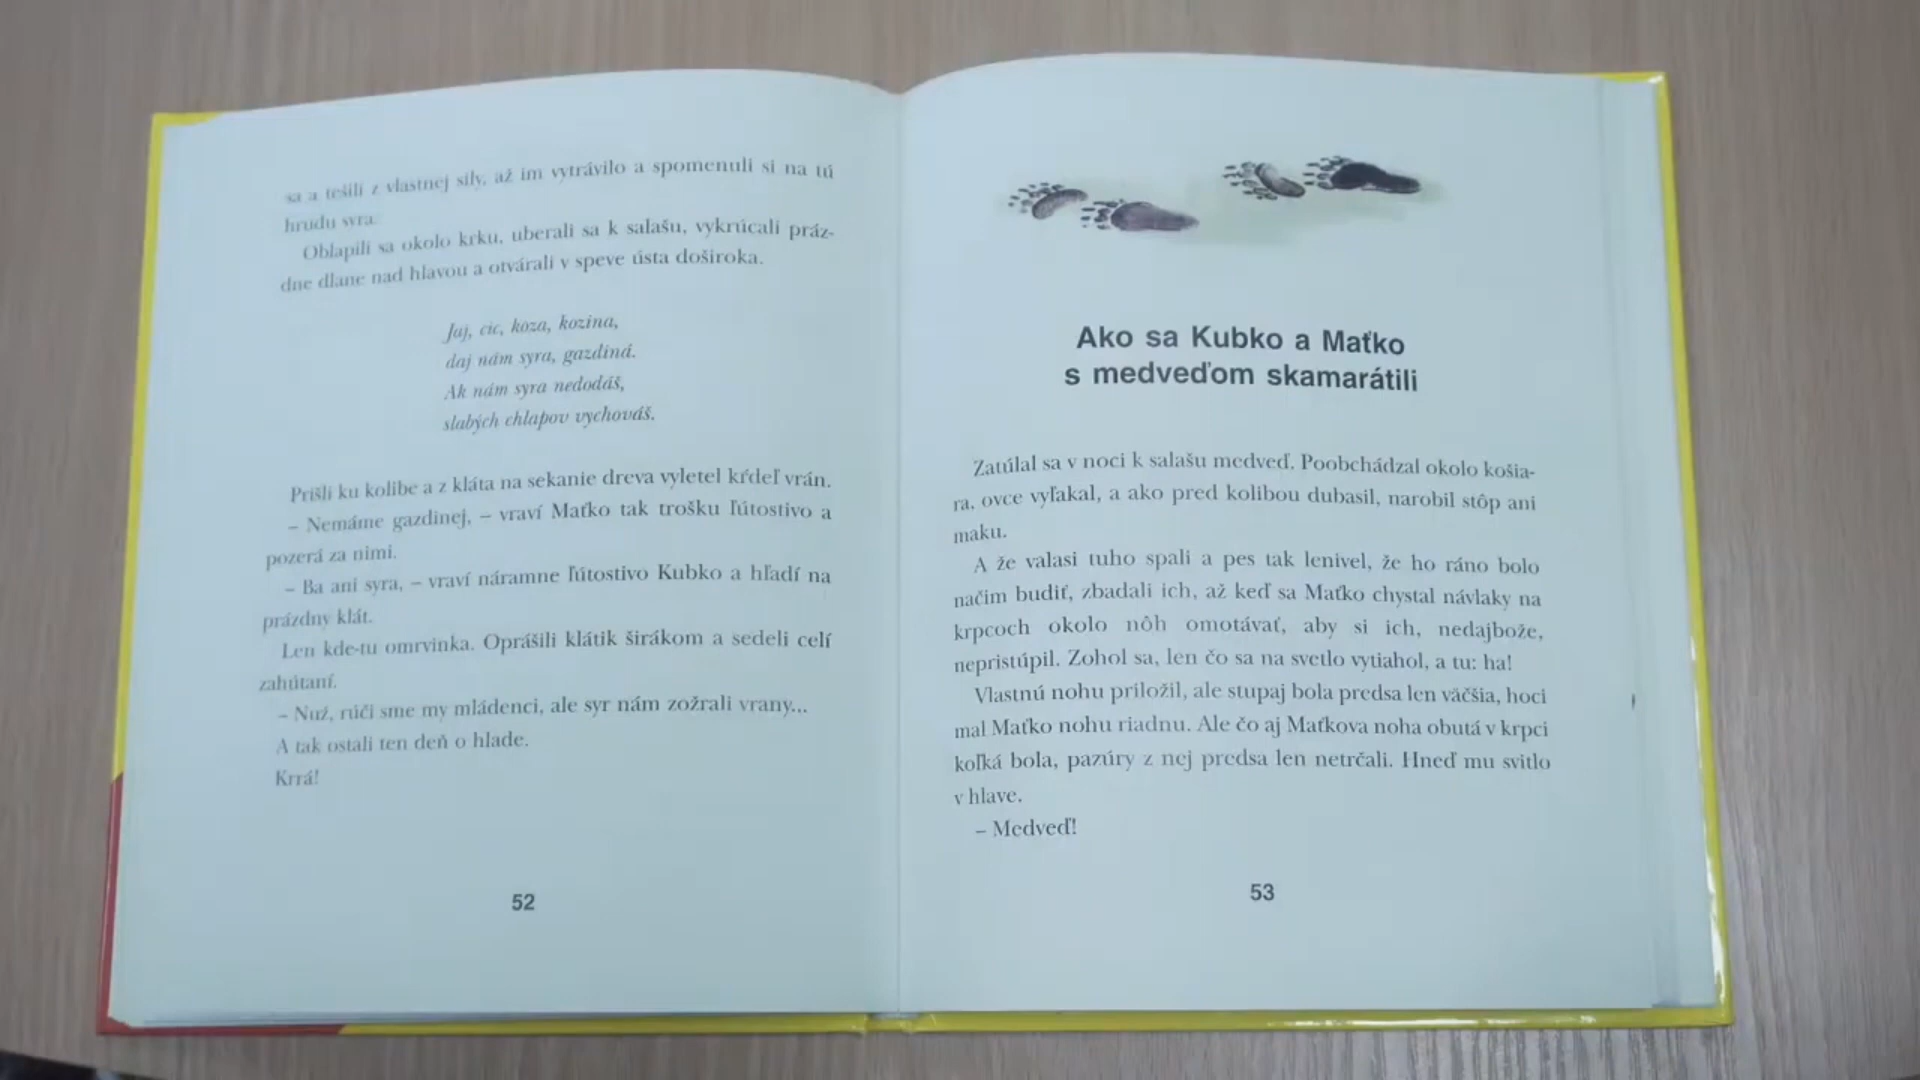 sa a tešili z vlastnej sily, až im vytrávilo a spomenuli si na tú
hrudu syra.
Oblapili sa okolo krku, uberali sa k salašu, vykrúcali práz-
dne dlane nad hlavou a otvárali v speve ústa doširoka.
Jaj, cic, koza, kozina,
daj nám syra, gazdiná.
Ak nám syra nedodáš,
slabých chlapov vychováš.
Prišli ku kolibe a z kláta na sekanie dreva vyletel kŕdeľ vrán.
– Nemáme gazdinej, – vraví Maťko tak trošku ľútostivo a
pozerá za nimi.
– Ba ani syra, – vraví náramne ľútostivo Kubko a hľadí na
prázdny klát.
Len kde-tu omrvinka. Oprášili klátik širákom a sedeli celí
zahútaní.
– Nuž, rúči sme my mládenci, ale syr nám zožrali vrany...
A tak ostali ten deň o hlade.
Krrá!
52
Ako sa Kubko a Maťko
s medveďom skamarátili
Zatúlal sa v noci k salašu medveď. Poobchádzal okolo košia-
ra, ovce vyľakal, a ako pred kolibou dubasil, narobil stôp ani
maku.
A že valasi tuho spali a pes tak lenivel, že ho ráno bolo
načim budiť, zbadali ich, až keď sa Maťko chystal návlaky na
krpcoch okolo nôh omotávať, aby si ich, nedajbože,
nepristúpil. Zohol sa, len čo sa na svetlo vytiahol, a tu: ha!
Vlastnú nohu priložil, ale stupaj bola predsa len väčšia, hoci
mal Maťko nohu riadnu. Ale čo aj Maťkova noha obutá v krpci
koľká bola, pazúry z nej predsa len netrčali. Hneď mu svitlo
v hlave.
– Medveď!
53